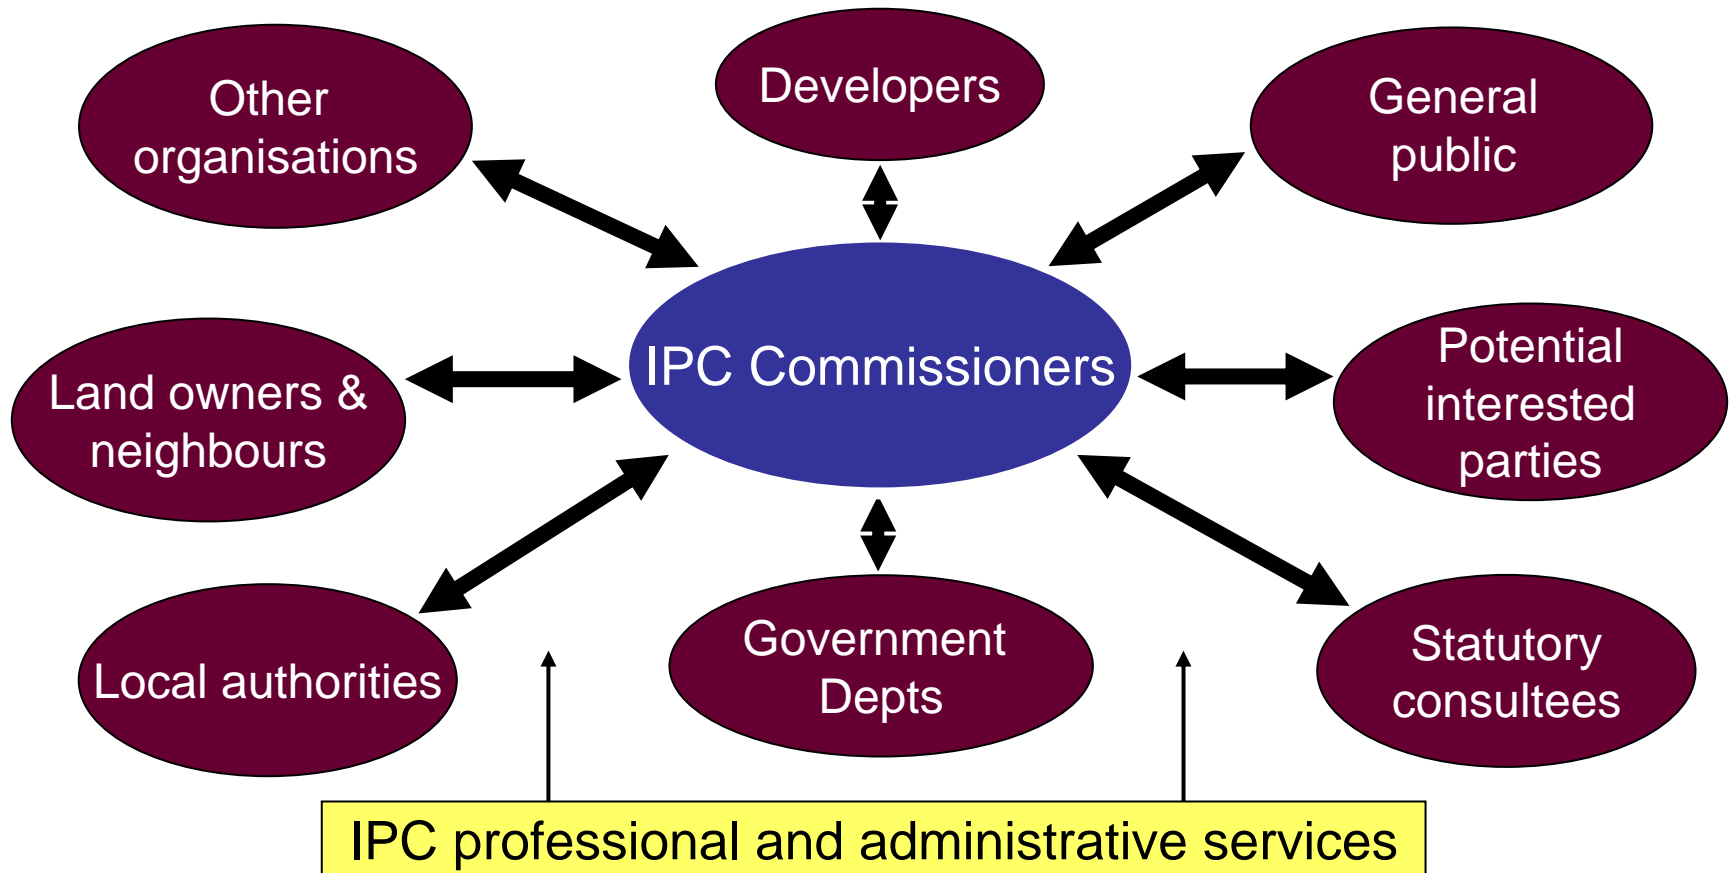 Other
organisations
Developers
General
public
Land owners &
neighbours
IPC Commissioners
Potential
interested
parties
Local authorities
Government
Depts
Statutory
consultees
IPC professional and administrative services